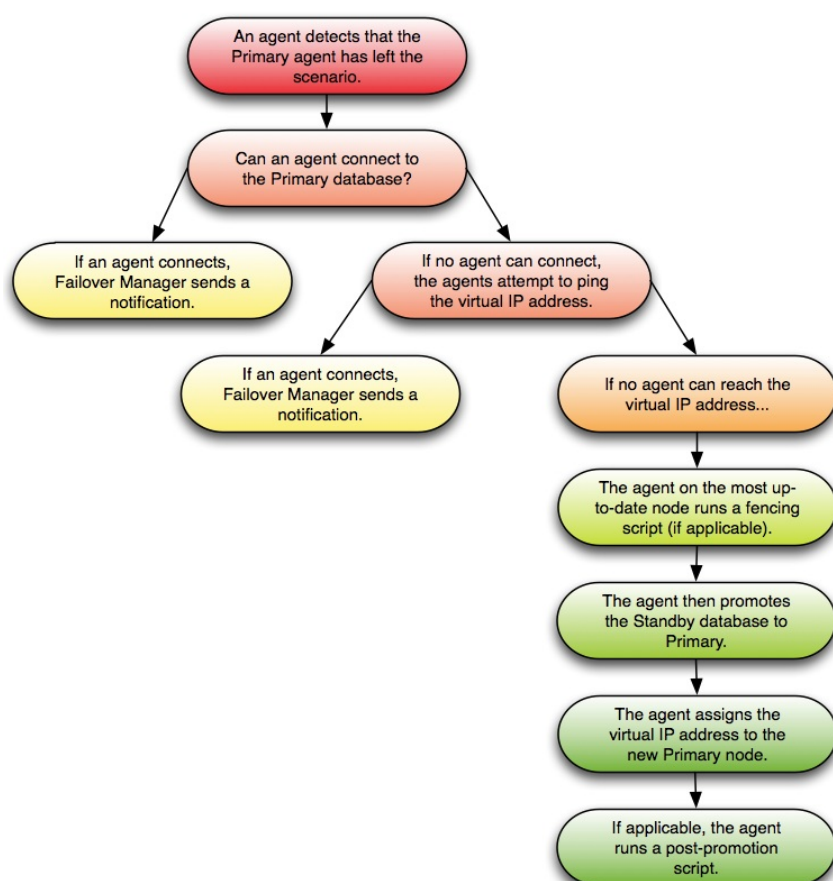 An agent detects that the
Primary agent has left the
scenario.
Can an agent connect to
the Primary database?
If an agent connects,
Failover Manager sends a
notification.
If no agent can connect,
the agents attempt to ping
the virtual IP address.
If an agent connects,
Failover Manager sends a
notification.
If no agent can reach the
virtual IP address...
The agent on the most up-
to-date node runs a fencing
script (if applicable).
The agent then promotes
the Standby database to
Primary.
The agent assigns the
virtual IP address to the
new Primary node.
If applicable, the agent
runs a post-promotion
script.